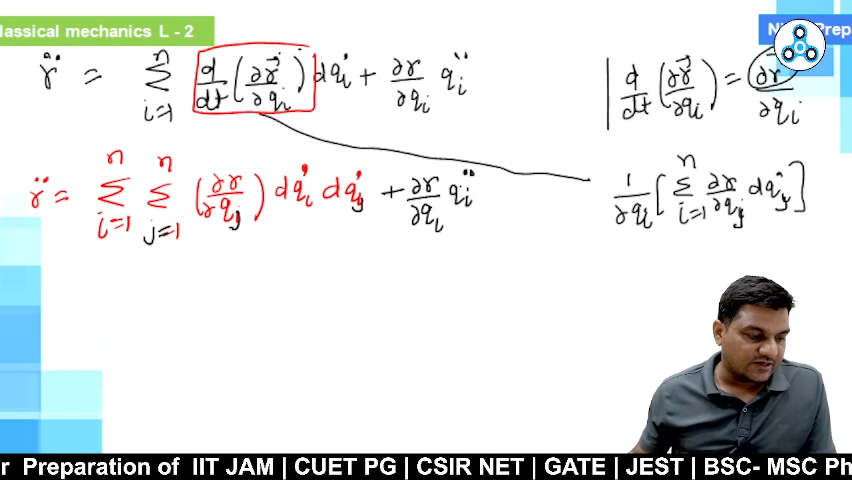 lassical mechanics L - 2
r̈ = Σ_{i=1}^{n} d/dt (∂r⃗/∂q_i) dq̇_i + ∂r/∂q_i q̈_i
| d/dt (∂r⃗/∂q_i) = ∂ṙ/∂q_i
r̈ = Σ_{i=1}^{n} Σ_{j=1}^{n} (∂r/∂q_j) dq̇_i dq̇_j + ∂r/∂q_i q̈_i
1/∂q_i [ Σ_{i=1}^{n} ∂r/∂q_j dq̇_j ]
r Preparation of IIT JAM | CUET PG | CSIR NET | GATE | JEST | BSC- MSC Ph